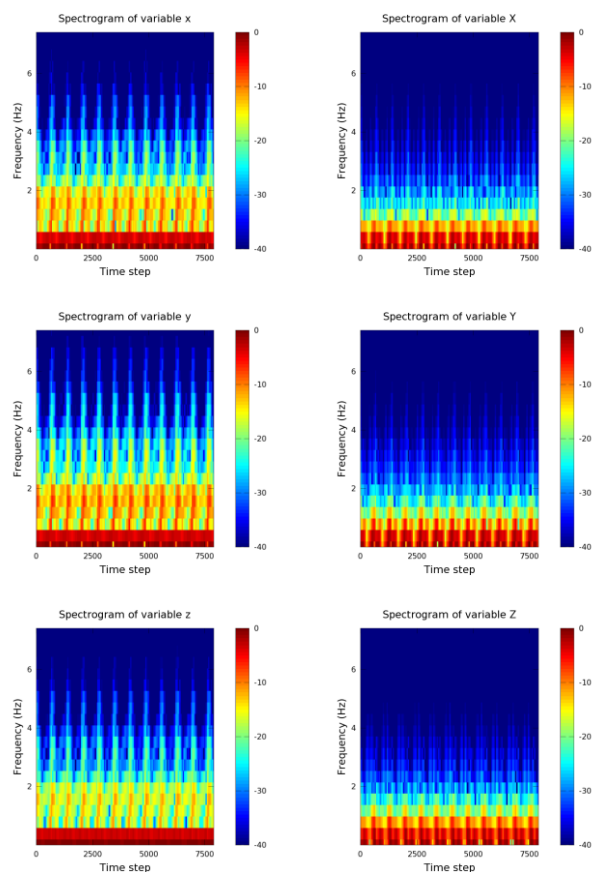 Spectrogram of variable x
Frequency (Hz)
6
4
2
0 2500 5000 7500
Time step
0
-10
-20
-30
-40
Spectrogram of variable X
Frequency (Hz)
6
4
2
0 2500 5000 7500
Time step
0
-10
-20
-30
-40
Spectrogram of variable y
Frequency (Hz)
6
4
2
0 2500 5000 7500
Time step
0
-10
-20
-30
-40
Spectrogram of variable Y
Frequency (Hz)
6
4
2
0 2500 5000 7500
Time step
0
-10
-20
-30
-40
Spectrogram of variable z
Frequency (Hz)
6
4
2
0 2500 5000 7500
Time step
0
-10
-20
-30
-40
Spectrogram of variable Z
Frequency (Hz)
6
4
2
0 2500 5000 7500
Time step
0
-10
-20
-30
-40